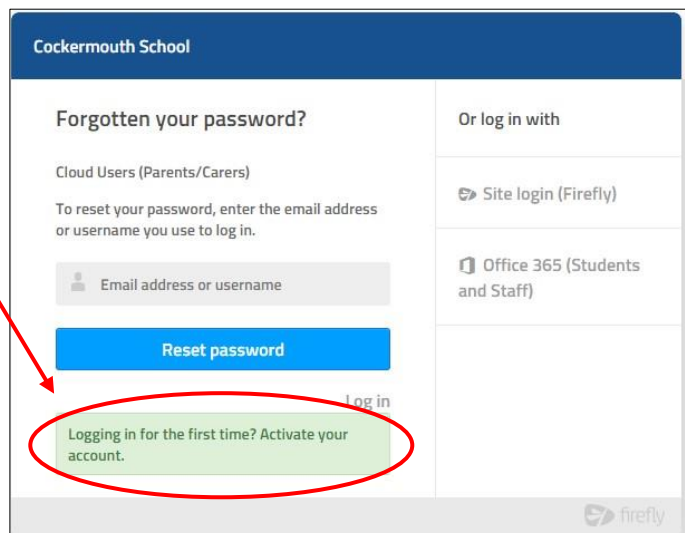 Cockermouth School
Forgotten your password?
Cloud Users (Parents/Carers)
To reset your password, enter the email address
or username you use to log in.
Email address or username
Reset password
Log in
Logging in for the first time? Activate your
account.
Or log in with
Site login (Firefly)
Office 365 (Students
and Staff)
firefly